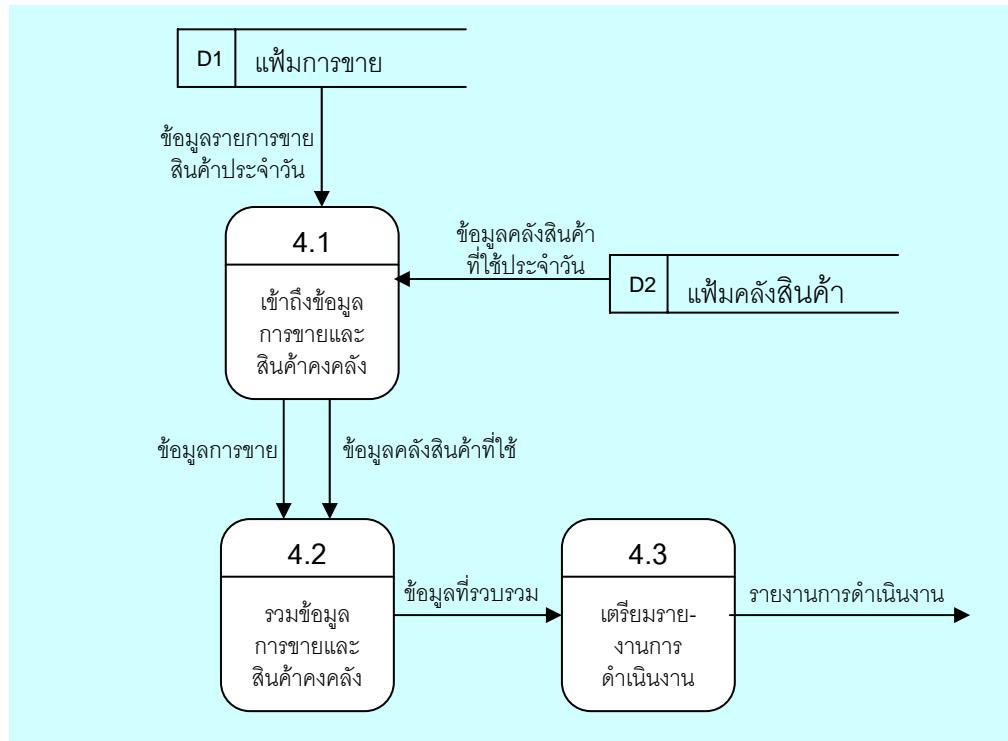 D1 แฟ้มการขาย
ข้อมูลรายการขาย
สินค้าประจำวัน
4.1
เข้าถึงข้อมูล
การขายและ
สินค้าคงคลัง
ข้อมูลคลังสินค้า
ที่ใช้ประจำวัน
D2 แฟ้มคลังสินค้า
ข้อมูลการขาย
ข้อมูลคลังสินค้าที่ใช้
4.2
รวมข้อมูล
การขายและ
สินค้าคงคลัง
ข้อมูลที่รวบรวม
4.3
เตรียมราย-
งานการ
ดำเนินงาน
รายงานการดำเนินงาน